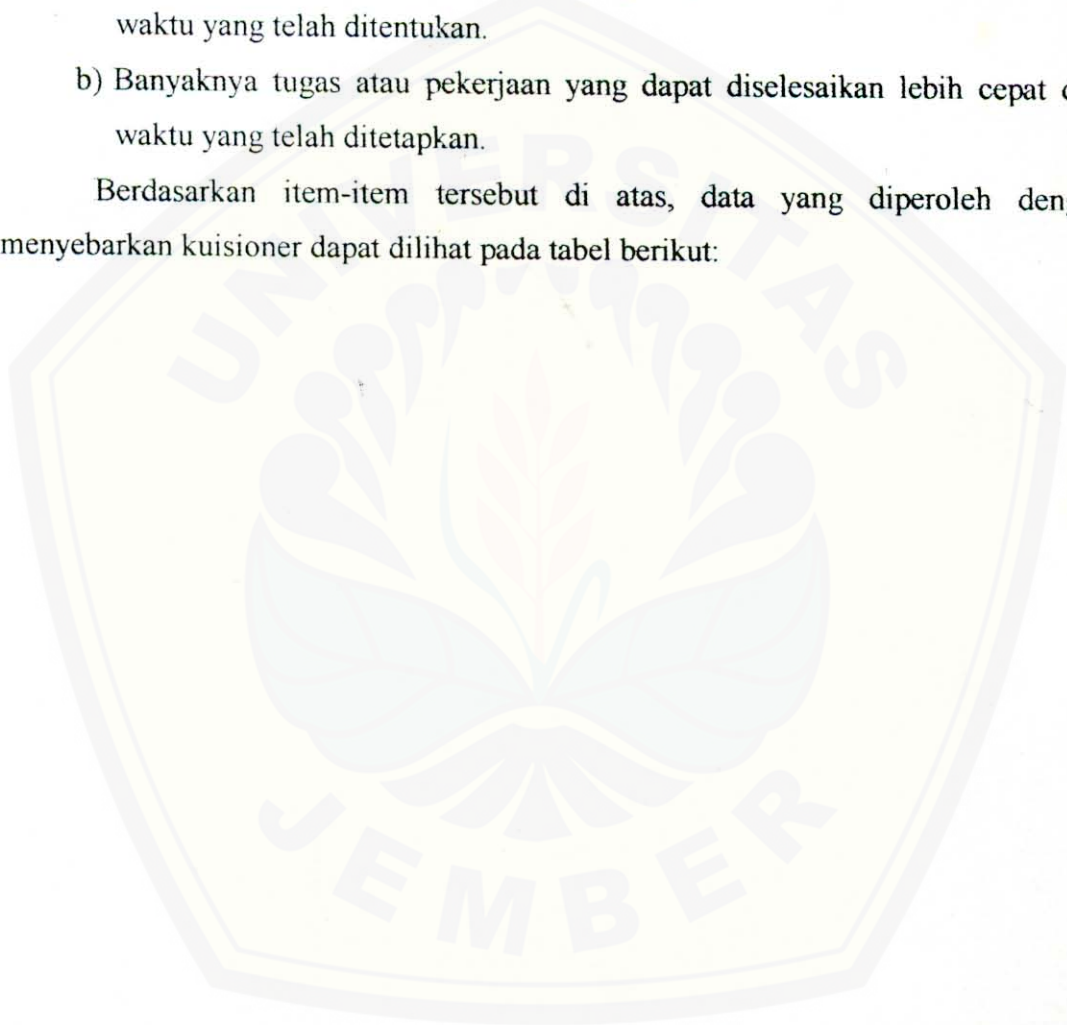 waktu yang telah ditentukan.
b) Banyaknya tugas atau pekerjaan yang dapat diselesaikan lebih cepat
waktu yang telah ditetapkan.
Berdasarkan item-item tersebut di atas, data yang diperoleh
menyebarkan kuisioner dapat dilihat pada tabel berikut:
UNIVERSITAS
JEMBER